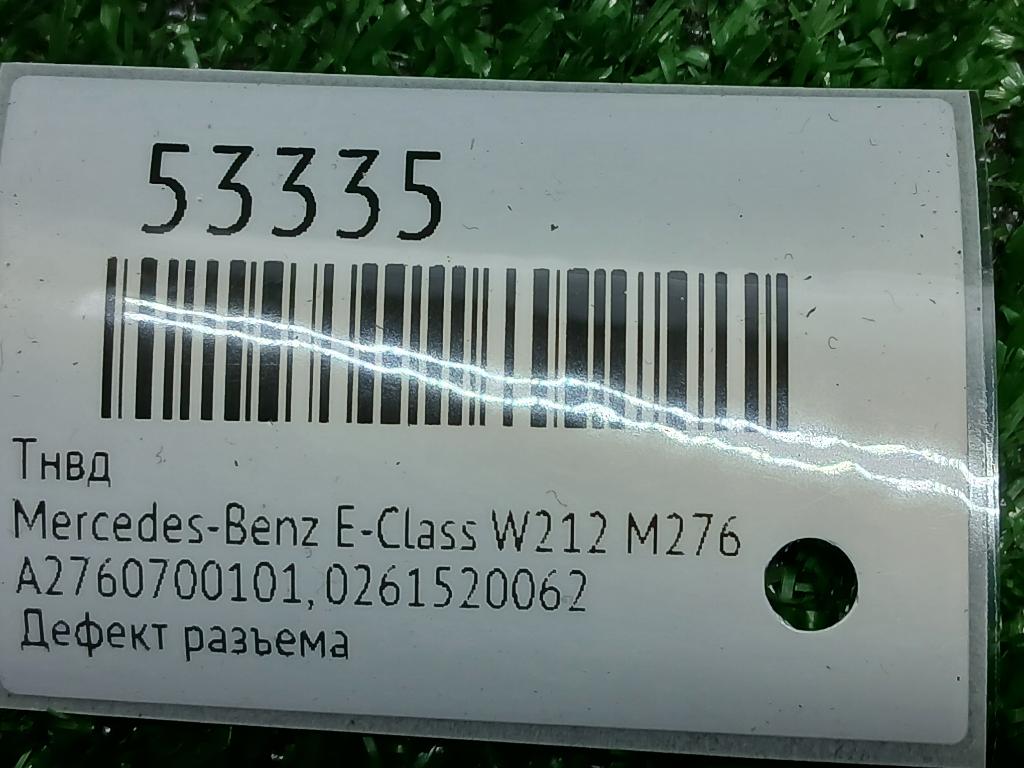 53335
Тнвд
Mercedes-Benz E-Class W212 M276
A2760700101, 0261520062
Дефект разъема